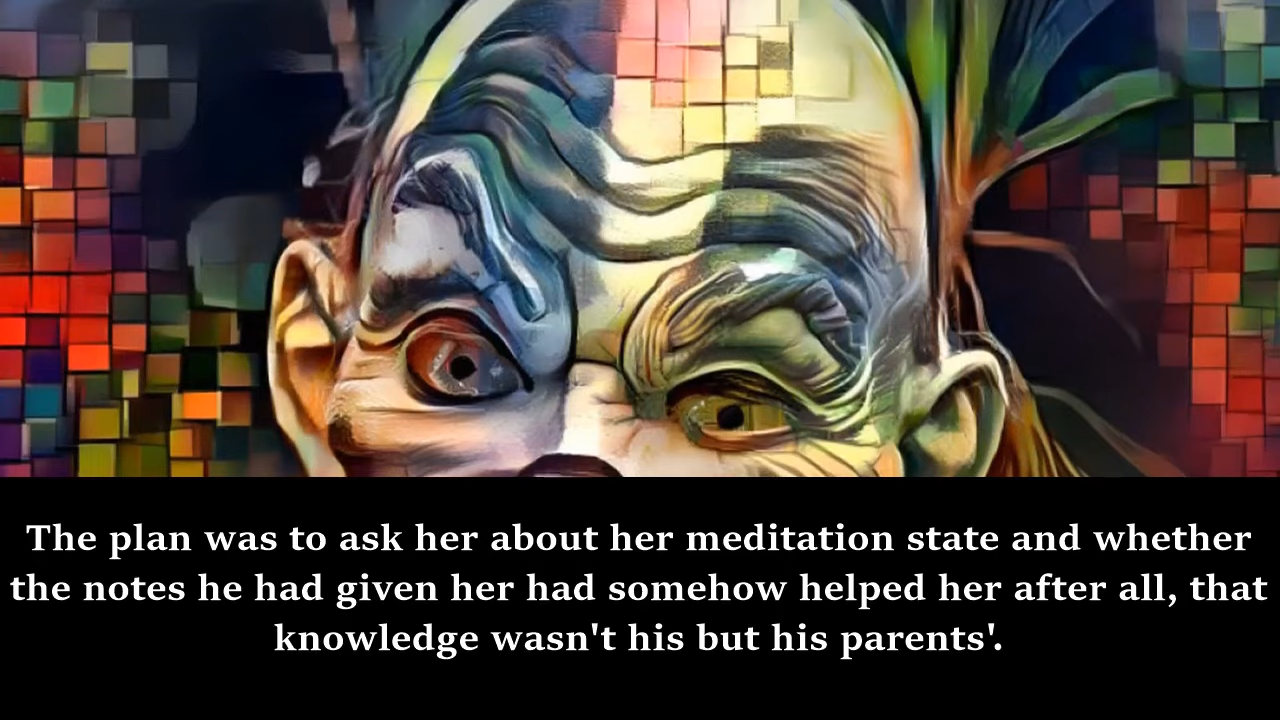 The plan was to ask her about her meditation state and whether
the notes he had given her had somehow helped her after all, that
knowledge wasn't his but his parents'.